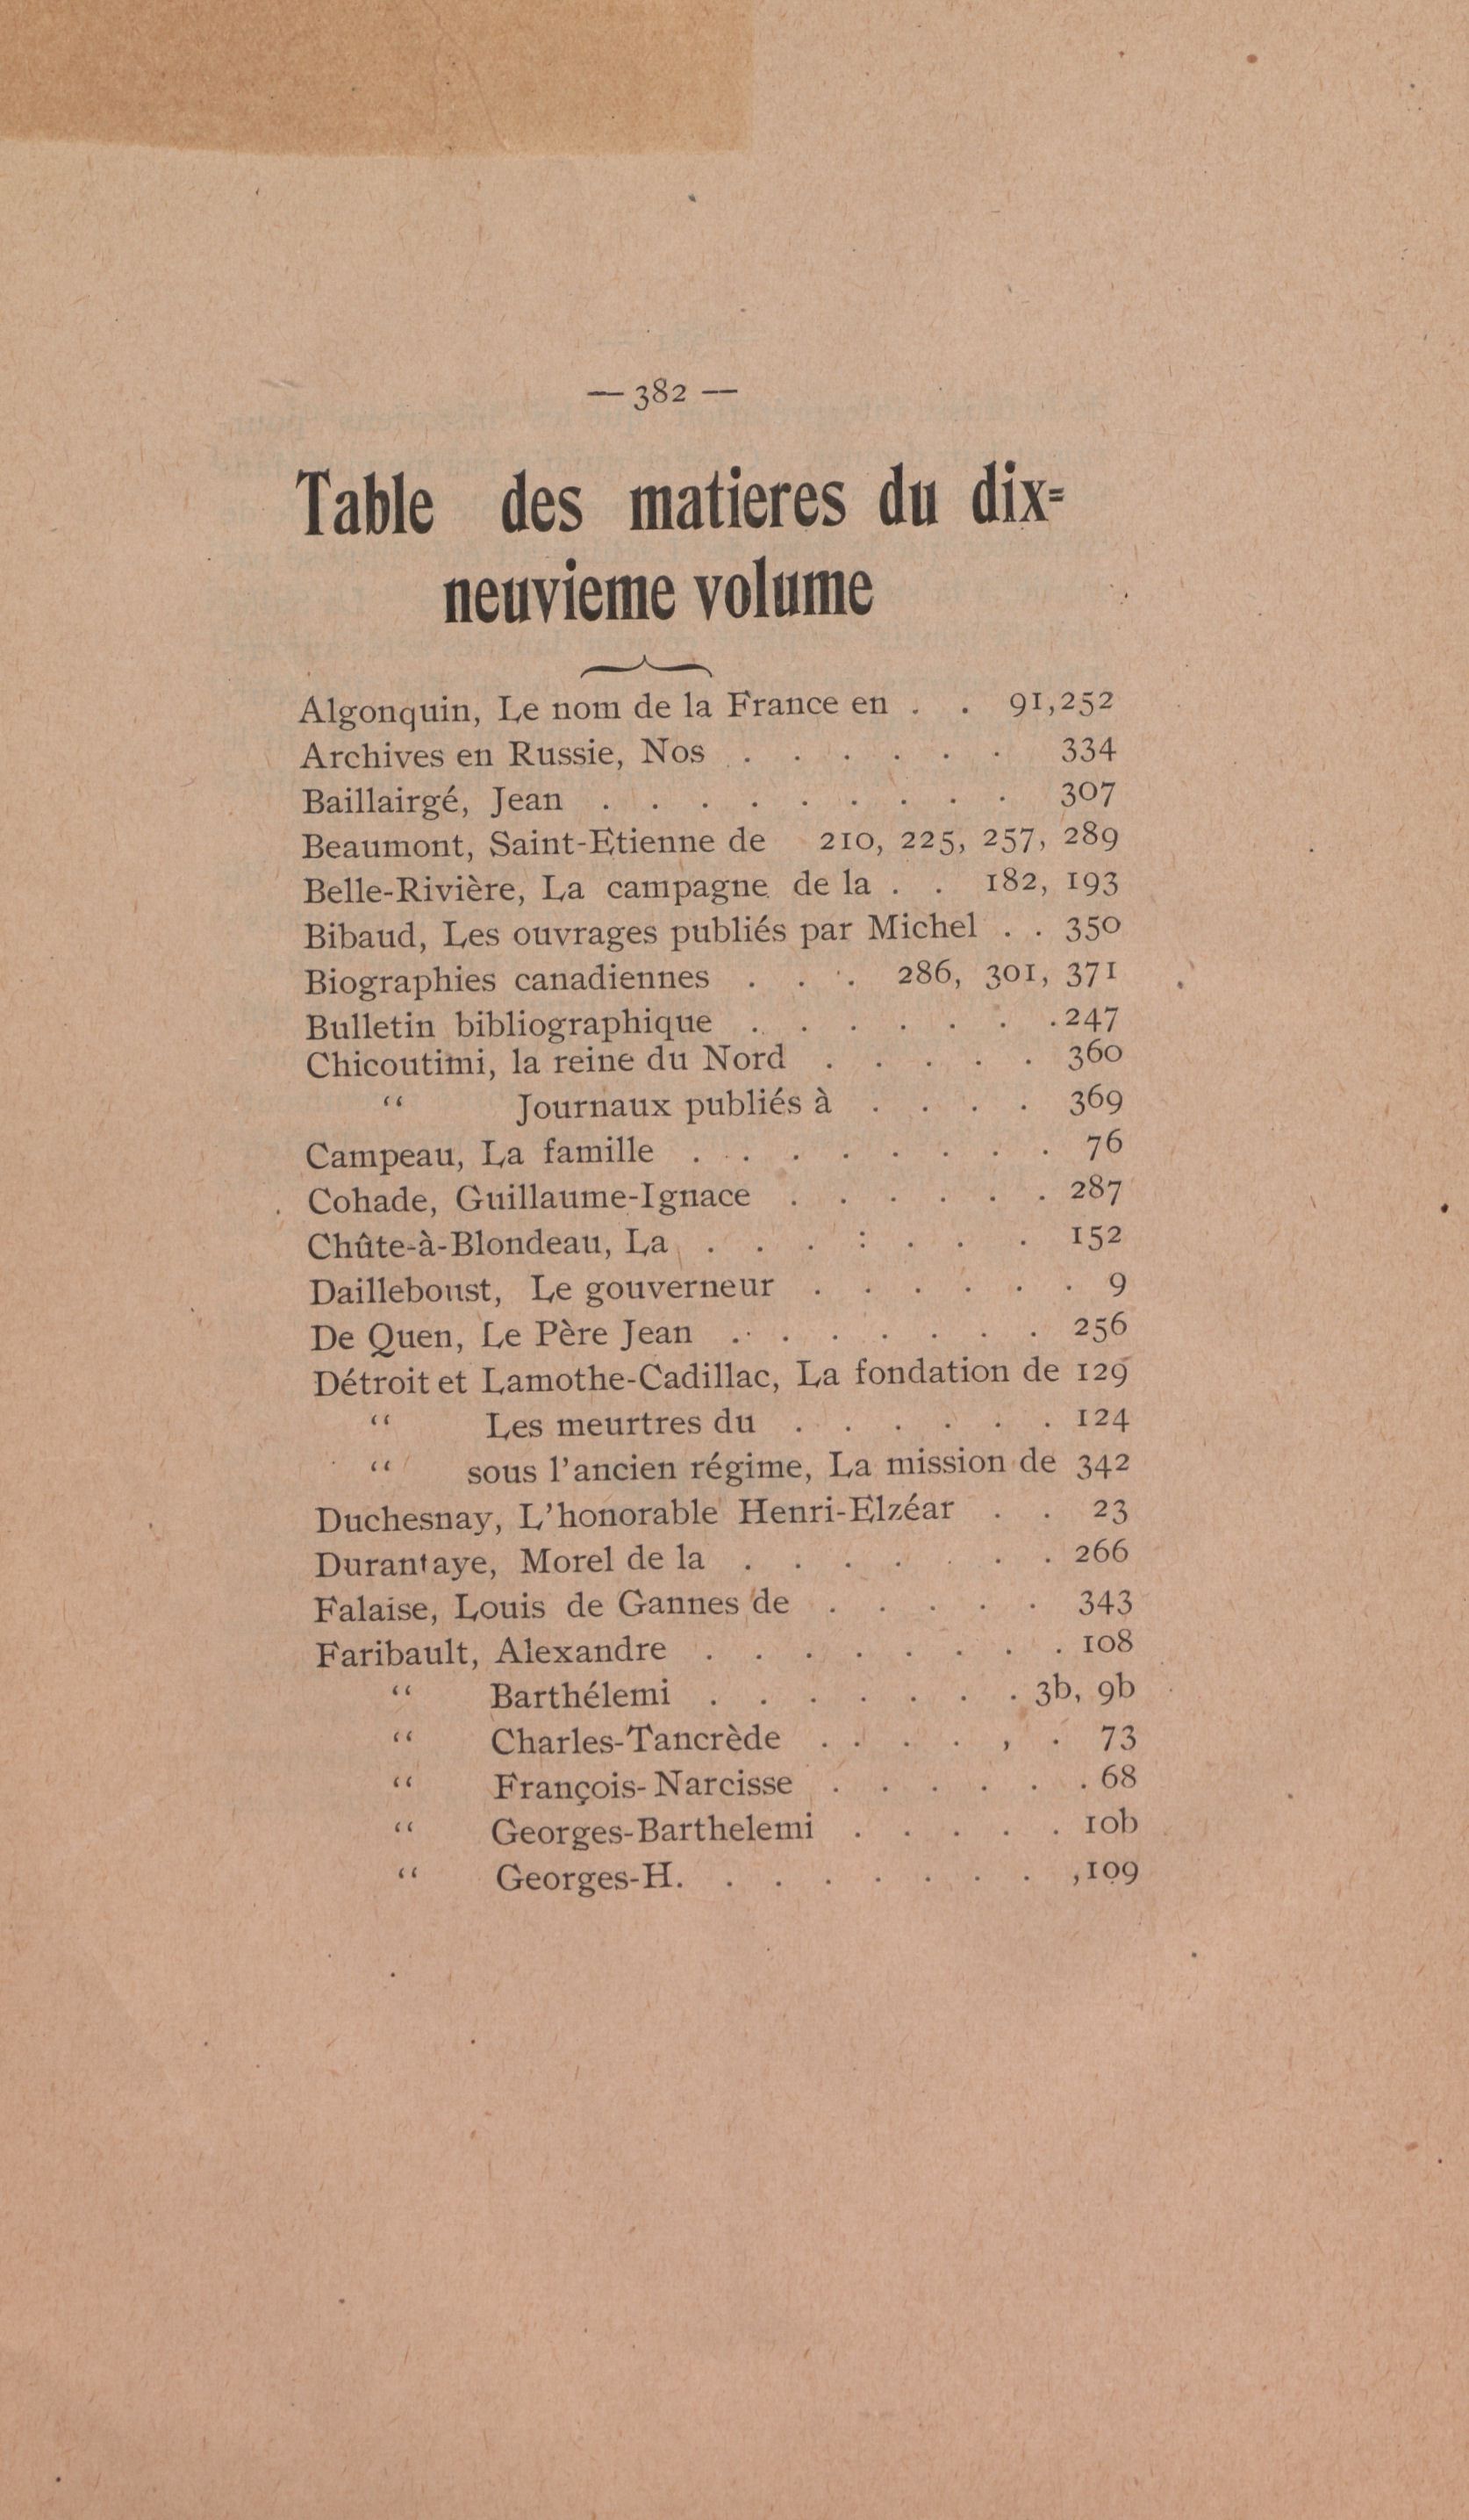 — 382 —
Table des matieres du dix-
neuvieme volume
Algonquin, Le nom de la France en . . 91,252
Archives en Russie, Nos . . . . . . 334
Baillairgé, Jean . . . . . . . . . 307
Beaumont, Saint-Etienne de 210, 225, 257, 289
Belle-Rivière, La campagne de la . . 182, 193
Bibaud, Les ouvrages publiés par Michel . . 350
Biographies canadiennes . . . 286, 301, 371
Bulletin bibliographique . . . . . . . 247
Chicoutimi, la reine du Nord . . . . . 360
“ Journaux publiés à . . . . 369
Campeau, La famille . . . . . . . . 76
Cohade, Guillaume-Ignace . . . . . . 287
Chûte-à-Blondeau, La . . . : . . . 152
Dailleboust, Le gouverneur . . . . . . 9
De Quen, Le Père Jean . . . . . . . 256
Détroit et Lamothe-Cadillac, La fondation de 129
“ Les meurtres du . . . . . . 124
“ sous l'ancien régime, La mission de 342
Duchesnay, L'honorable Henri-Elzéar . . 23
Durantaye, Morel de la . . . . . . . 266
Falaise, Louis de Gannes de . . . . . 343
Faribault, Alexandre . . . . . . . . 108
“ Barthélemi . . . . . . . 3b, 9b
“ Charles-Tancrède . . . . , . 73
“ François-Narcisse . . . . . . 68
“ Georges-Barthelemi . . . . . 10b
“ Georges-H. . . . . . . . ,109